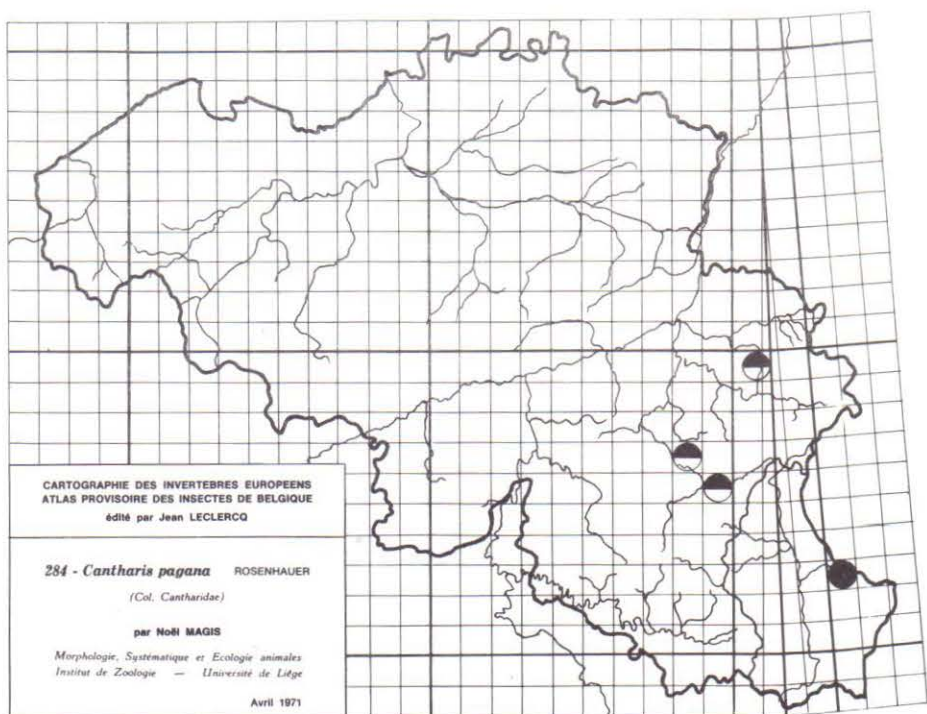 CARTOGRAPHIE DES INVERTEBRES EUROPEENS
ATLAS PROVISOIRE DES INSECTES DE BELGIQUE
édité par Jean LECLERCQ
284 - Cantharis pagana ROSENHAUER
(Col. Cantharidae)
par Noël MAGIS
Morphologie, Systématique et Ecologie animales
Institut de Zoologie — Université de Liége
Avril 1971